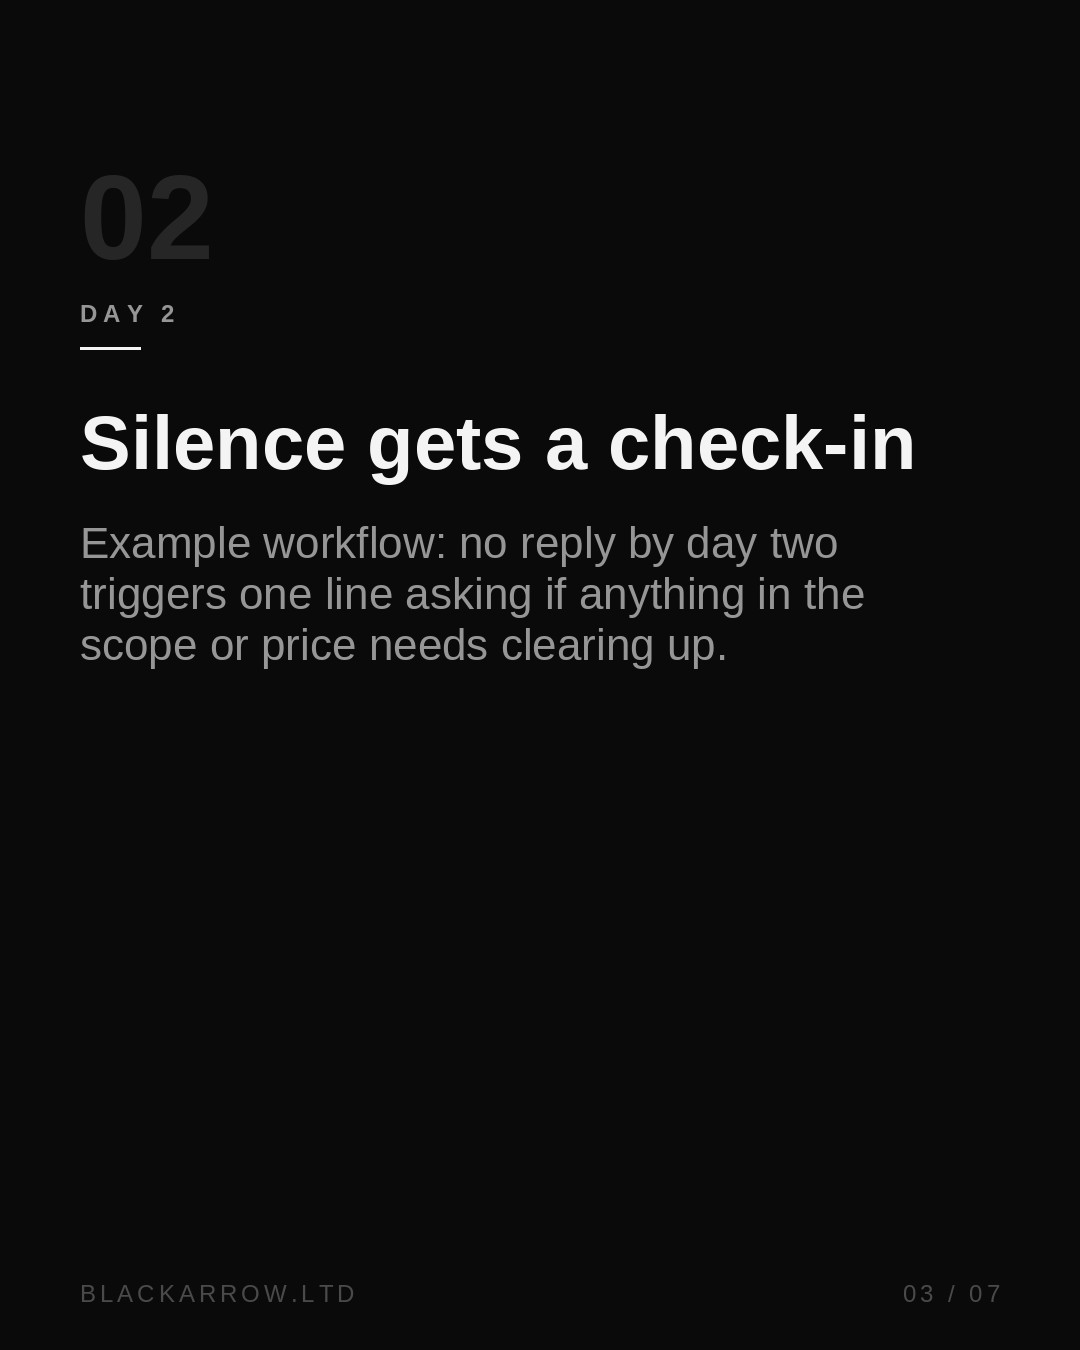 02
DAY 2
Silence gets a check-in
Example workflow: no reply by day two
triggers one line asking if anything in the
scope or price needs clearing up.
BLACKARROW.LTD
03 / 07